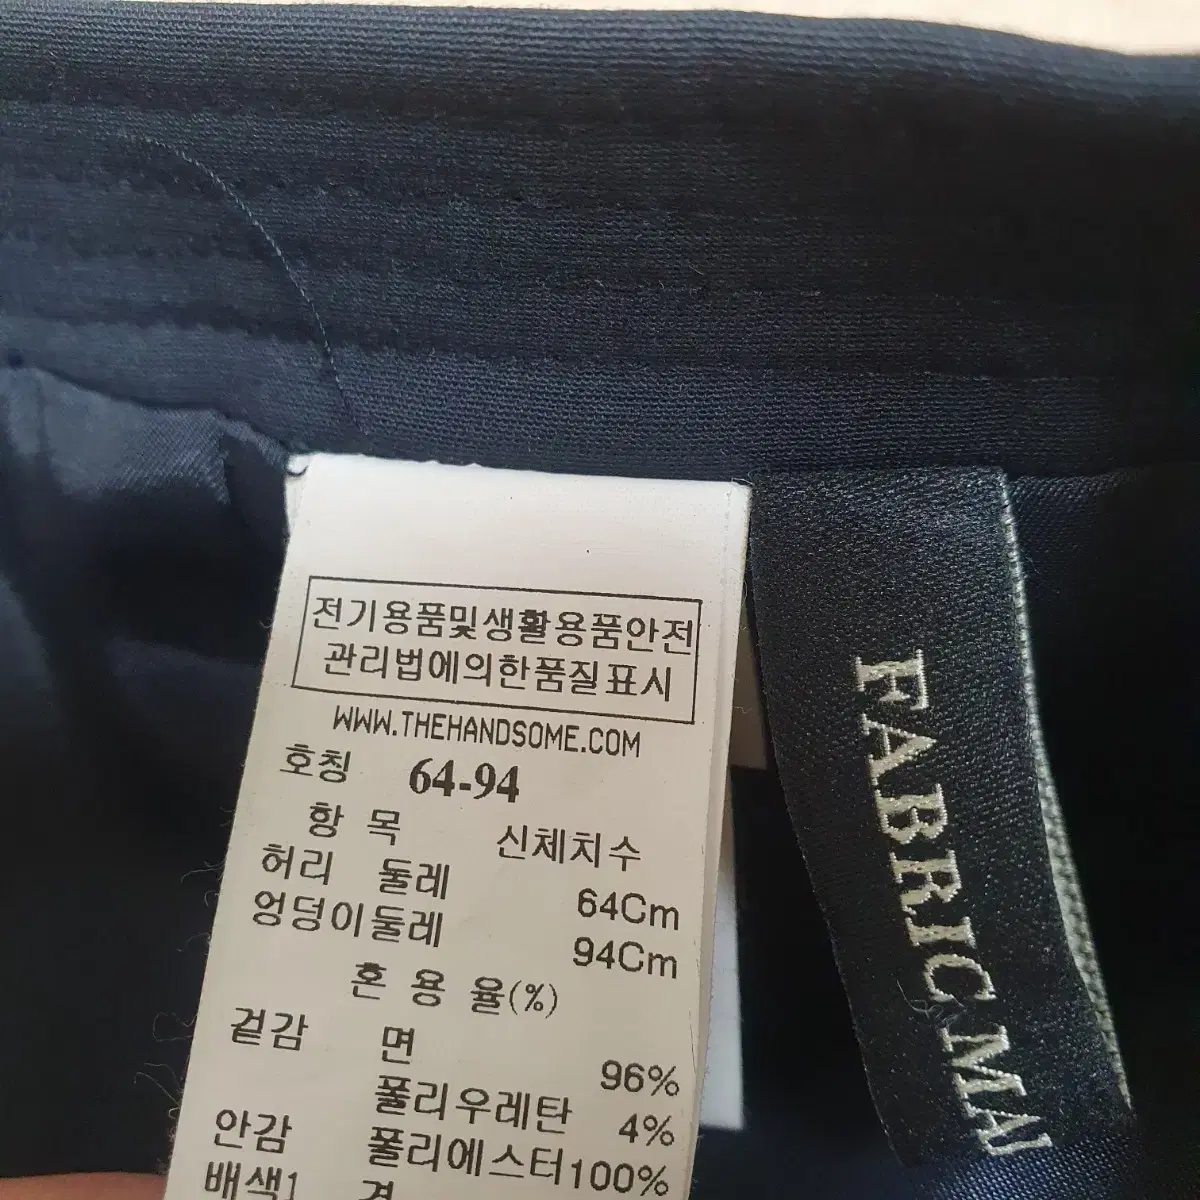 전기용품및생활용품안전
관리법에의한품질표시
WWW.THEHANDSOME.COM
호칭 64-94
항 목 신체치수
허리 둘레 64Cm
엉덩이둘레 94Cm
혼 용 율(%)
겉감 면 96%
폴리우레탄 4%
안감 폴리에스터100%
배색1
FABRIC MA